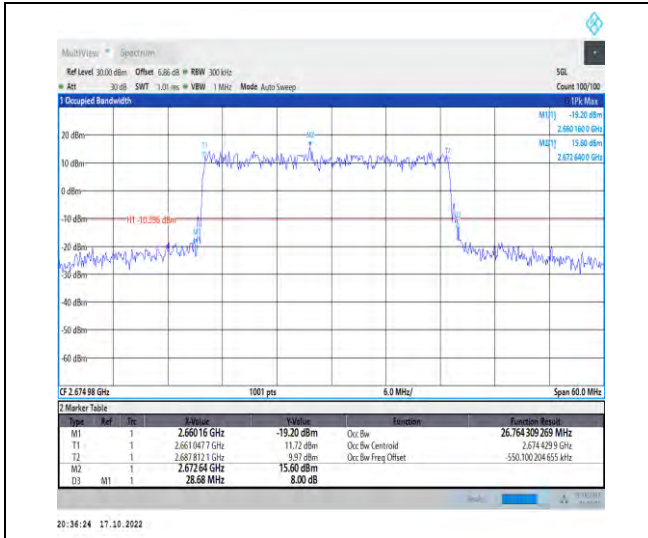 MultiView Spectrum
Ref Level 30.00 dBm Offset 6.86 dB RBW 300 kHz SGL
Att 30 dB SWT 1.01 ms VBW 1 MHz Mode Auto Sweep Count 100/100
1 Occupied Bandwidth 1Pk Max
M1[1] -19.20 dBm
2.660 160 0 GHz
M2[1] 15.60 dBm
2.672 640 0 GHz
20 dBm
T1 M2 T2
10 dBm
0 dBm
-10 dBm
H1 -10.396 dBm
-20 dBm
-40 dBm
-50 dBm
-60 dBm
CF 2.674 98 GHz 1001 pts 6.0 MHz/ Span 60.0 MHz
2 Marker Table
Type Ref Trc X-Value Y-Value Function Function Result
M1 1 2.660 16 GHz -19.20 dBm Occ Bw 26.764 309 269 MHz
T1 1 2.661 047 7 GHz 11.72 dBm Occ Bw Centroid 2.674 429 9 GHz
T2 1 2.687 812 1 GHz 9.97 dBm Occ Bw Freq Offset -550.100 204 655 kHz
M2 1 2.672 64 GHz 15.60 dBm
D3 M1 1 28.68 MHz 8.00 dB
20:36:24 17.10.2022